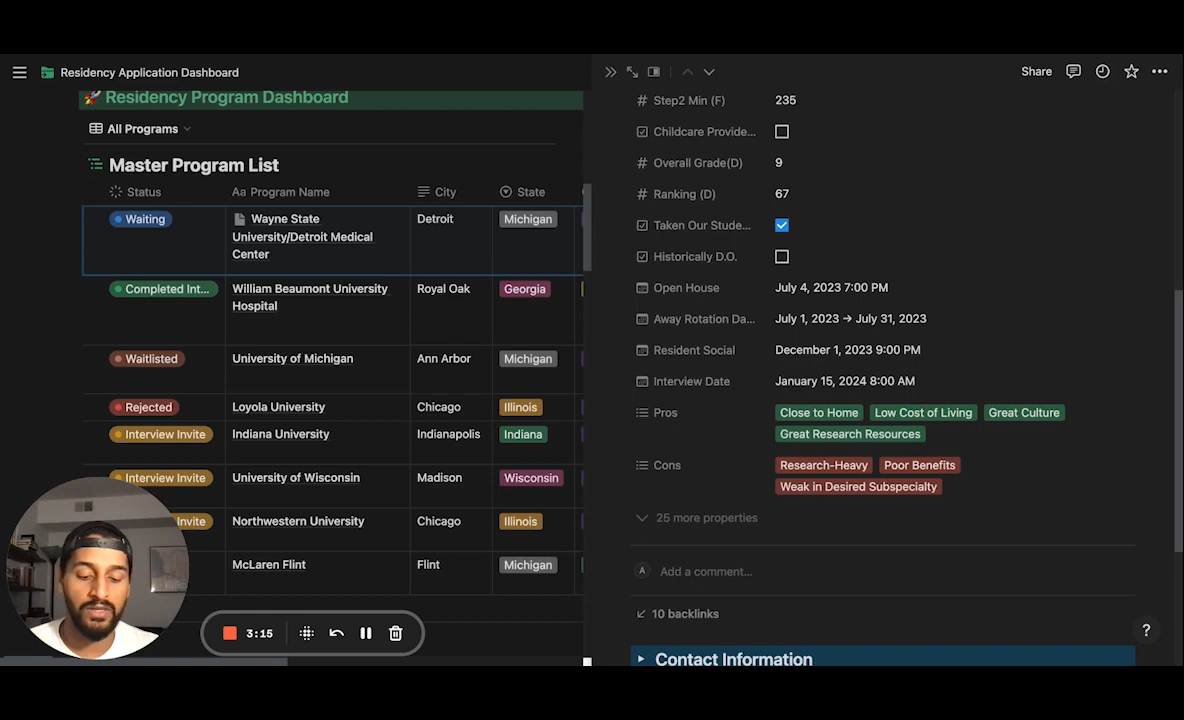 Residency Application Dashboard
Share
Residency Program Dashboard
All Programs
Master Program List
Status Aa Program Name City State
Waiting Wayne State University/Detroit Medical Center Detroit Michigan
Completed Int... William Beaumont University Hospital Royal Oak Georgia
Waitlisted University of Michigan Ann Arbor Michigan
Rejected Loyola University Chicago Illinois
Interview Invite Indiana University Indianapolis Indiana
Interview Invite University of Wisconsin Madison Wisconsin
Invite Northwestern University Chicago Illinois
McLaren Flint Flint Michigan
3:15
# Step2 Min (F) 235
Childcare Provide...
# Overall Grade(D) 9
# Ranking (D) 67
Taken Our Stude...
Historically D.O.
Open House July 4, 2023 7:00 PM
Away Rotation Da... July 1, 2023 → July 31, 2023
Resident Social December 1, 2023 9:00 PM
Interview Date January 15, 2024 8:00 AM
Pros Close to Home Low Cost of Living Great Culture
Great Research Resources
Cons Research-Heavy Poor Benefits
Weak in Desired Subspecialty
25 more properties
A Add a comment...
10 backlinks
?
Contact Information